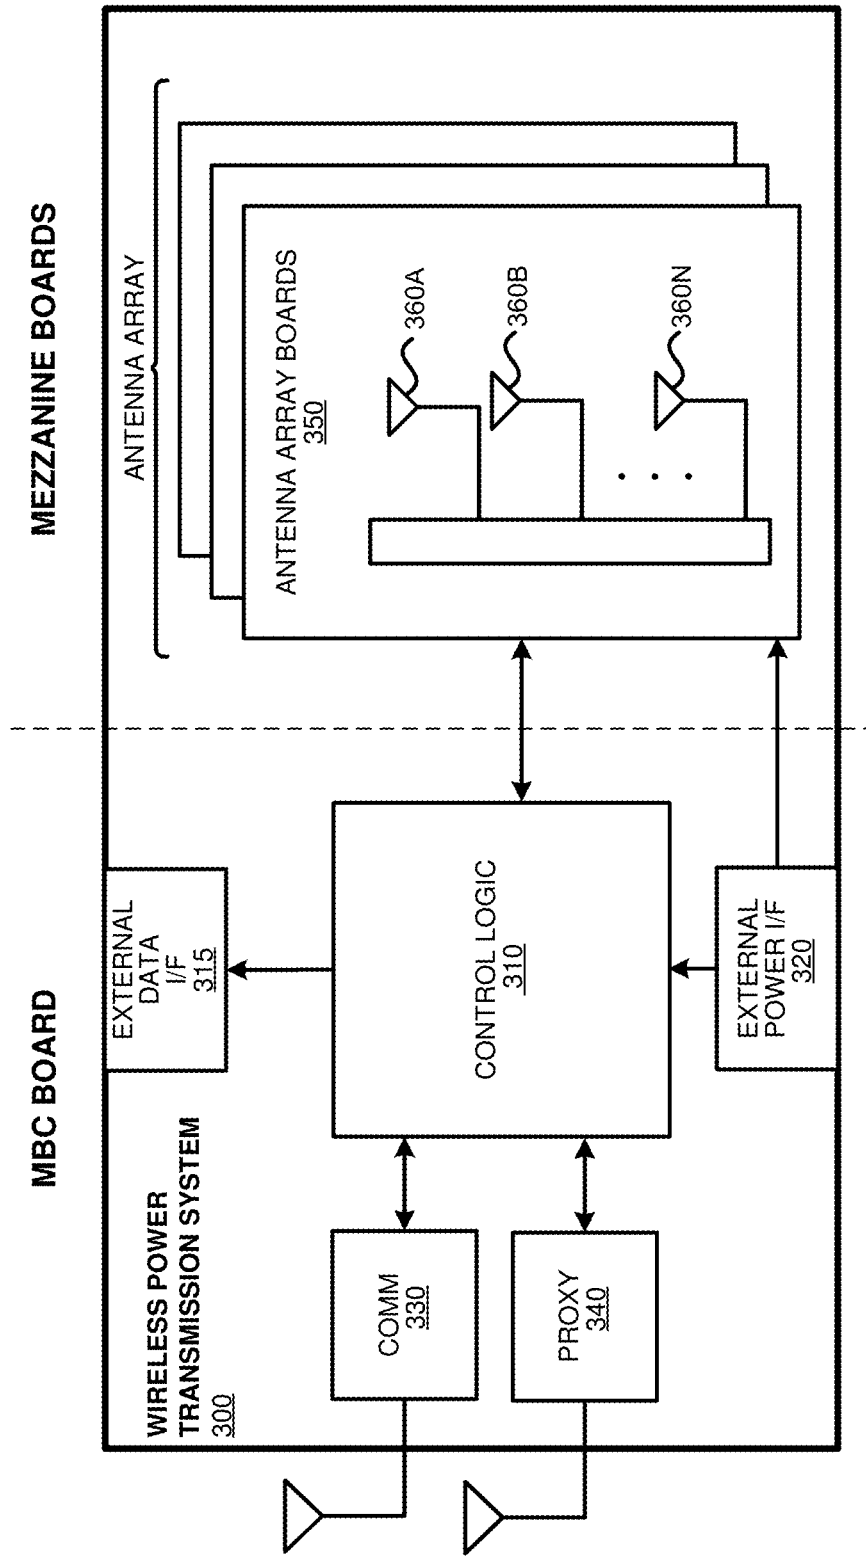 MBC BOARD
MEZZANINE BOARDS
WIRELESS POWER
TRANSMISSION SYSTEM
300
EXTERNAL
DATA
I/F
315
ANTENNA ARRAY
COMM
330
PROXY
340
CONTROL LOGIC
310
EXTERNAL
POWER I/F
320
ANTENNA ARRAY BOARDS
350
360A
360B
360N